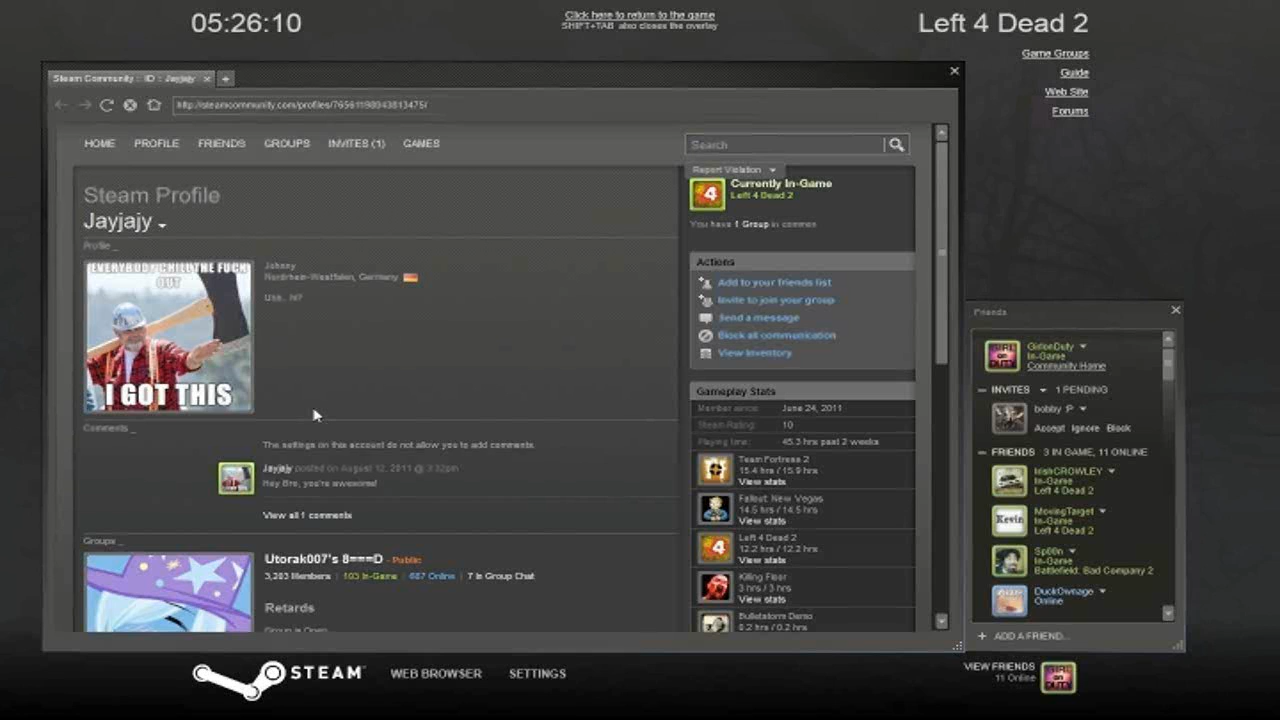 05:26:10
Click here to return to the game
SHIFT+TAB also closes the overlay
Left 4 Dead 2
Game Groups
Guide
Web Site
Forums
Steam Community :: ID :: Jayjajy
HOME PROFILE FRIENDS GROUPS INVITES (1) GAMES
Search
Report Violation
Currently In-Game
Left 4 Dead 2
You have 1 Group in common
Steam Profile
Jayjajy
Profile _
EVERYBODY CHILL THE FUCK
OUT
I GOT THIS
Johnny
Nordrhein-Westfalen, Germany
Actions
Add to your friends list
Invite to join your group
Send a message
Block all communication
View Inventory
Gameplay Stats
Member since: June 24, 2011
Steam Rating: 10
Playing time: 45.3 hrs past 2 weeks
Team Fortress 2
15.4 hrs / 15.9 hrs
View stats
Fallout: New Vegas
14.5 hrs / 14.5 hrs
View stats
Left 4 Dead 2
12.2 hrs / 12.2 hrs
View stats
Killing Floor
3 hrs / 3 hrs
View stats
Bulletstorm Demo
0.2 hrs / 0.2 hrs
Comments _
The settings on this account do not allow you to add comments.
Jayjajy posted on August 12, 2011 @ 3:32pm
Hey Bro, you're awesome!
View all 1 comments
Groups _
Utorak007's 8===D - Public
3,203 Members | 103 In-Game | 687 Online | 7 In Group Chat
Retards
Group is Open
Friends
GirlonDuty
In-Game
Community Home
INVITES 1 PENDING
bobby :P
Accept Ignore Block
FRIENDS 3 IN GAME, 11 ONLINE
IrishCROWLEY
In-Game
Left 4 Dead 2
Kevin
MovingTarget
In-Game
Left 4 Dead 2
Sp00n
In-Game
Battlefield: Bad Company 2
DuckOwnage
Online
+ ADD A FRIEND...
STEAM
WEB BROWSER
SETTINGS
VIEW FRIENDS
11 Online
GIRL
on
DUTY